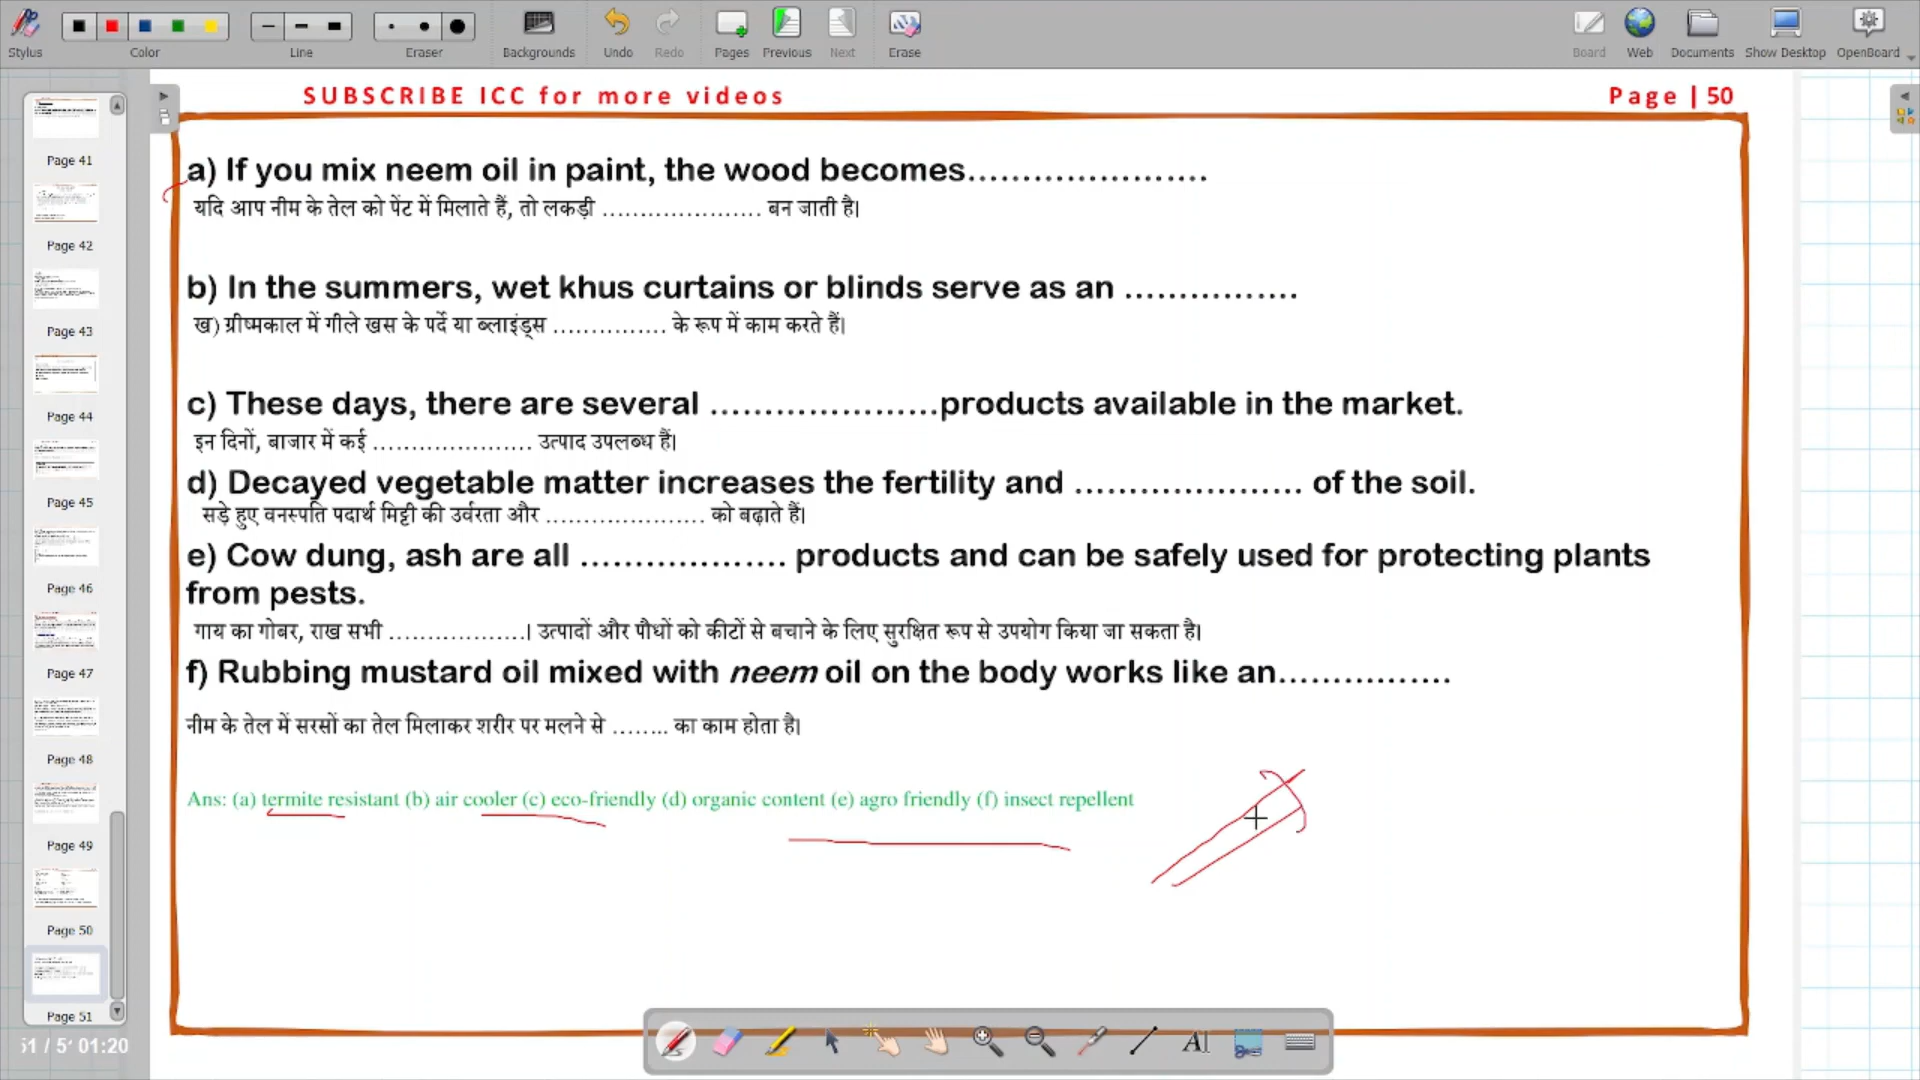 Stylus
Color
Line
Eraser
Backgrounds
Undo
Redo
Pages
Previous
Next
Erase
Board
Web
Documents
Show Desktop
OpenBoard
SUBSCRIBE ICC for more videos
Page | 50
a) If you mix neem oil in paint, the wood becomes……………………
यदि आप नीम के तेल को पेंट में मिलाते हैं, तो लकड़ी ………………… बन जाती है।
b) In the summers, wet khus curtains or blinds serve as an ……………..
ख) ग्रीष्मकाल में गीले खस के पर्दे या ब्लाइंड्स …………… के रूप में काम करते हैं।
c) These days, there are several …………………..products available in the market.
इन दिनों, बाजार में कई ………………… उत्पाद उपलब्ध हैं।
d) Decayed vegetable matter increases the fertility and ………………….. of the soil.
सड़े हुए वनस्पति पदार्थ मिट्टी की उर्वरता और ………………… को बढ़ाते हैं।
e) Cow dung, ash are all ………………… products and can be safely used for protecting plants
from pests.
गाय का गोबर, राख सभी ………………। उत्पादों और पौधों को कीटों से बचाने के लिए सुरक्षित रूप से उपयोग किया जा सकता है।
f) Rubbing mustard oil mixed with neem oil on the body works like an……………..
नीम के तेल में सरसों का तेल मिलाकर शरीर पर मलने से …….. का काम होता है।
Ans: (a) termite resistant (b) air cooler (c) eco-friendly (d) organic content (e) agro friendly (f) insect repellent
Page 41
Page 42
Page 43
Page 44
Page 45
Page 46
Page 47
Page 48
Page 49
Page 50
Page 51
01:20